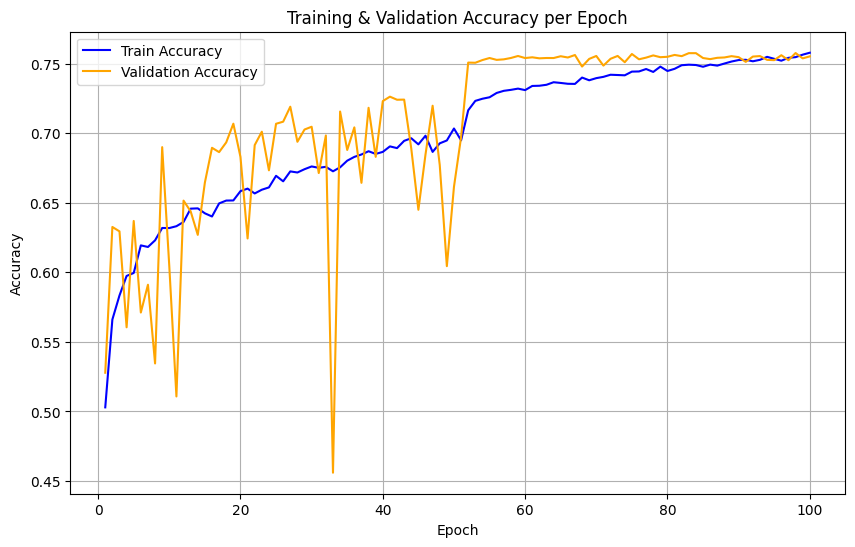 Training & Validation Accuracy per Epoch
Train Accuracy
Validation Accuracy
Accuracy
0.75
0.70
0.65
0.60
0.55
0.50
0.45
0 20 40 60 80 100
Epoch